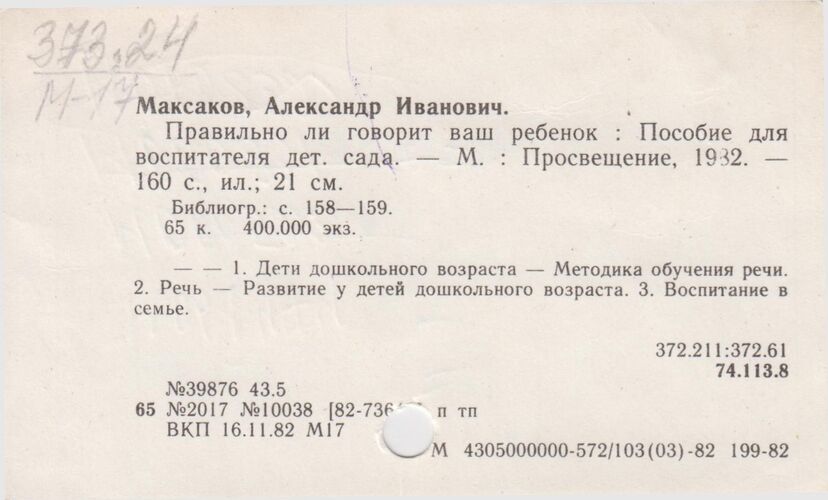 373.24
М-17
Максаков, Александр Иванович.
Правильно ли говорит ваш ребенок : Пособие для
воспитателя дет. сада. — М. : Просвещение, 1982. —
160 с., ил.; 21 см.
Библиогр.: с. 158—159.
65 к. 400.000 экз.
— — 1. Дети дошкольного возраста — Методика обучения речи.
2. Речь — Развитие у детей дошкольного возраста. 3. Воспитание в
семье.
372.211:372.61
74.113.8
№39876 43.5
65 №2017 №10038 п тп
ВКП 16.11.82 М17
М 4305000000-572/103(03)-82 199-82